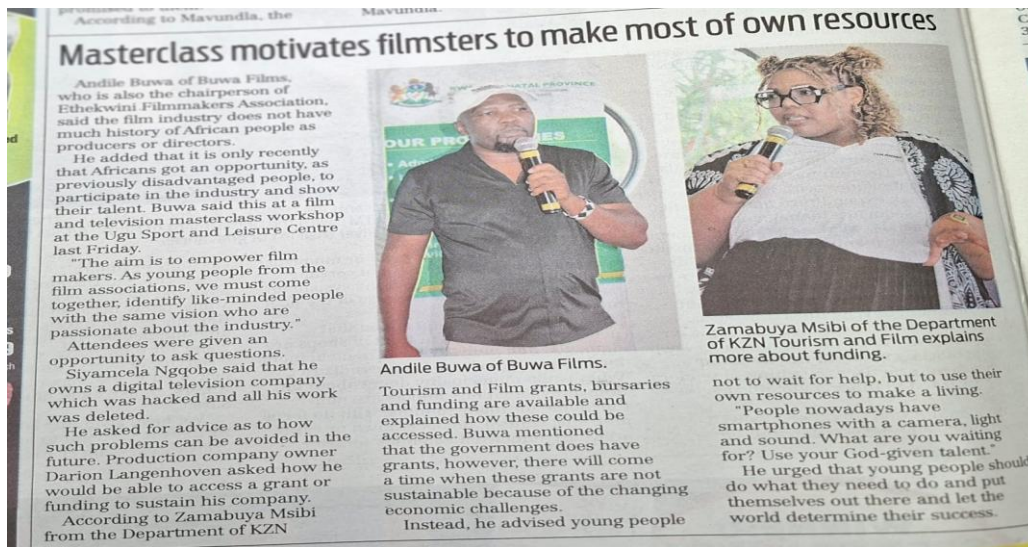 According to Mavundla, the
Mavundla.
Masterclass motivates filmsters to make most of own resources
Andile Buwa of Buwa Films,
who is also the chairperson of
Ethekwini Filmmakers Association,
said the film industry does not have
much history of African people as
producers or directors.
He added that it is only recently
that Africans got an opportunity, as
previously disadvantaged people, to
participate in the industry and show
their talent. Buwa said this at a film
and television masterclass workshop
at the Ugu Sport and Leisure Centre
last Friday.
"The aim is to empower film
makers. As young people from the
film associations, we must come
together, identify like-minded people
with the same vision who are
passionate about the industry."
Attendees were given an
opportunity to ask questions.
Siyamcela Ngqobe said that he
owns a digital television company
which was hacked and all his work
was deleted.
He asked for advice as to how
such problems can be avoided in the
future. Production company owner
Darion Langenhoven asked how he
would be able to access a grant or
funding to sustain his company.
According to Zamabuya Msibi
from the Department of KZN
OUR
Andile Buwa of Buwa Films.
Tourism and Film grants, bursaries
and funding are available and
explained how these could be
accessed. Buwa mentioned
that the government does have
grants, however, there will come
a time when these grants are not
sustainable because of the changing
economic challenges.
Instead, he advised young people
Zamabuya Msibi of the Department
of KZN Tourism and Film explains
more about funding.
not to wait for help, but to use their
own resources to make a living.
"People nowadays have
smartphones with a camera, light
and sound. What are you waiting
for? Use your God-given talent."
He urged that young people should
do what they need to do and put
themselves out there and let the
world determine their success.